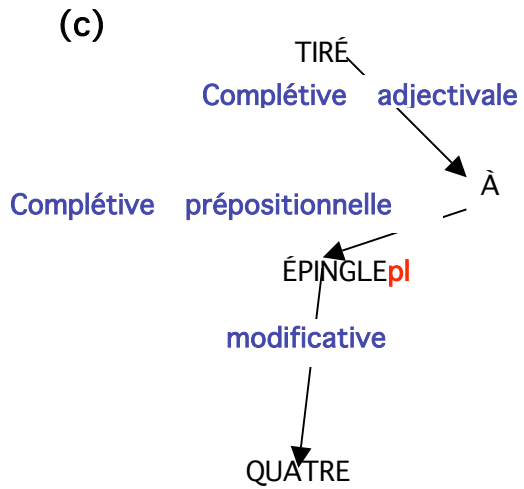 (c)
TIRÉ
Complétive adjectivale
À
Complétive prépositionnelle
ÉPINGLEpl
modificative
QUATRE